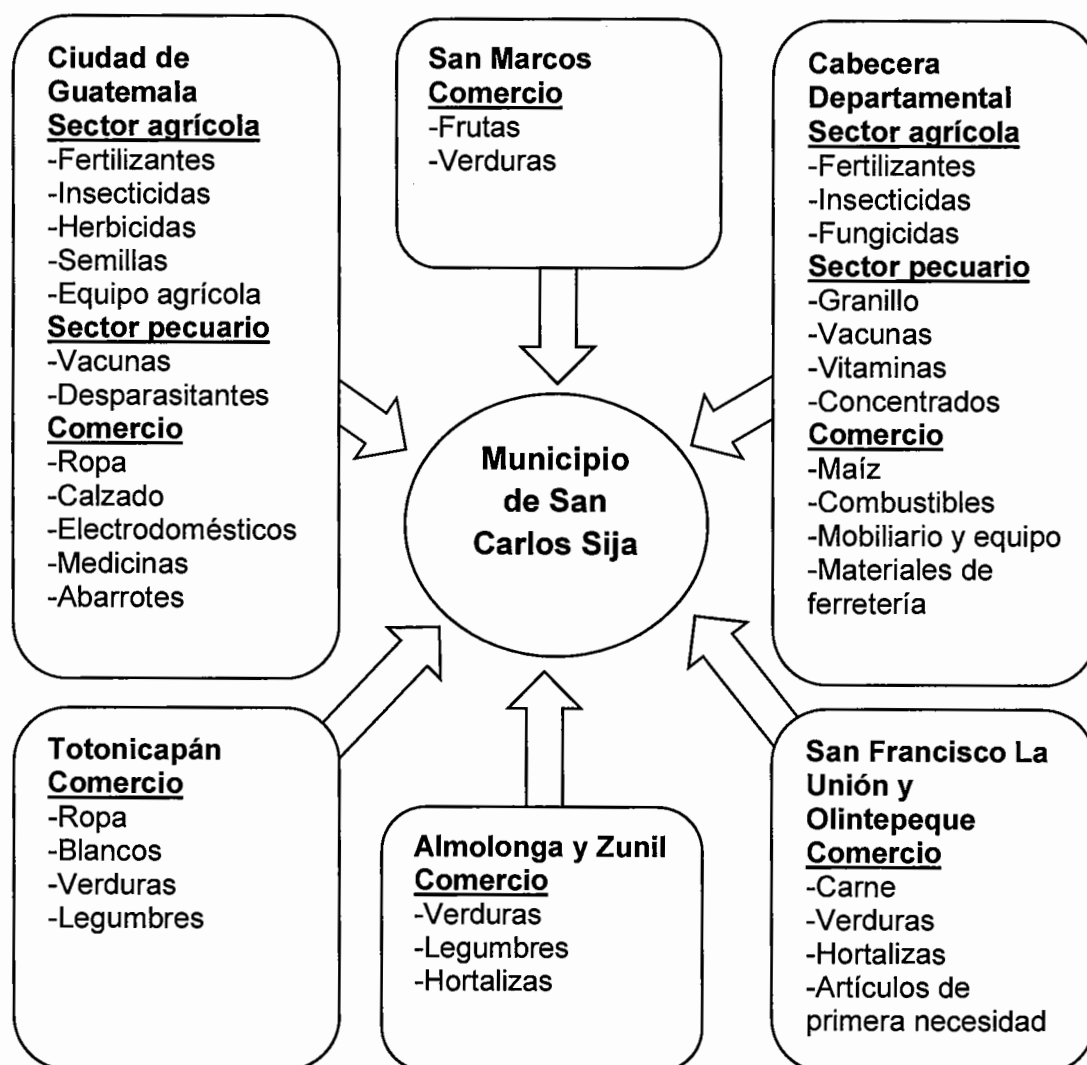 Ciudad de
Guatemala
Sector agrícola
-Fertilizantes
-Insecticidas
-Herbicidas
-Semillas
-Equipo agrícola
Sector pecuario
-Vacunas
-Desparasitantes
Comercio
-Ropa
-Calzado
-Electrodomésticos
-Medicinas
-Abarrotes
San Marcos
Comercio
-Frutas
-Verduras
Cabecera
Departamental
Sector agrícola
-Fertilizantes
-Insecticidas
-Fungicidas
Sector pecuario
-Granillo
-Vacunas
-Vitaminas
-Concentrados
Comercio
-Maíz
-Combustibles
-Mobiliario y equipo
-Materiales de
ferretería
Municipio
de San
Carlos Sija
Totonicapán
Comercio
-Ropa
-Blancos
-Verduras
-Legumbres
Almolonga y Zunil
Comercio
-Verduras
-Legumbres
-Hortalizas
San Francisco La
Unión y
Olintepeque
Comercio
-Carne
-Verduras
-Hortalizas
-Artículos de
primera necesidad